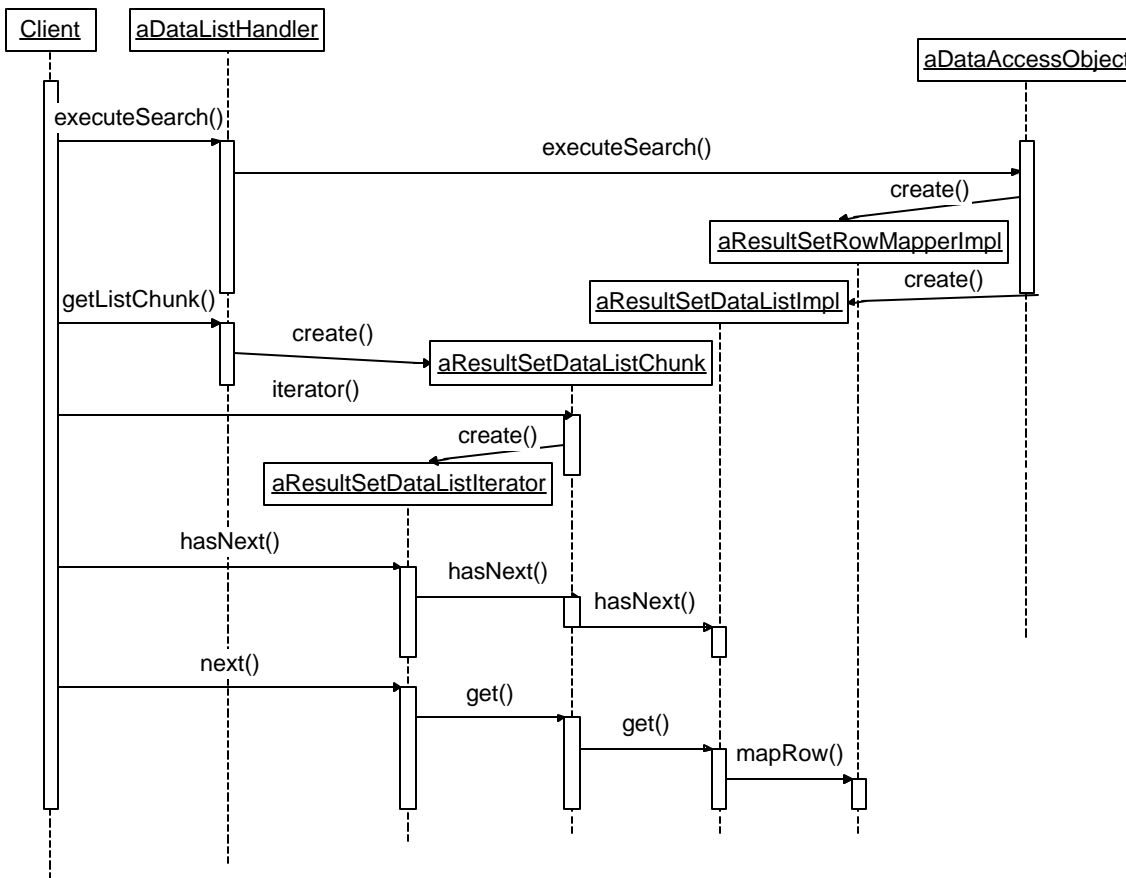 Client
aDataListHandler
aDataAccessObject
executeSearch()
executeSearch()
create()
aResultSetRowMapperImpl
create()
getListChunk()
aResultSetDataListImpl
create()
aResultSetDataListChunk
iterator()
create()
aResultSetDataListIterator
hasNext()
hasNext()
hasNext()
next()
get()
get()
mapRow()